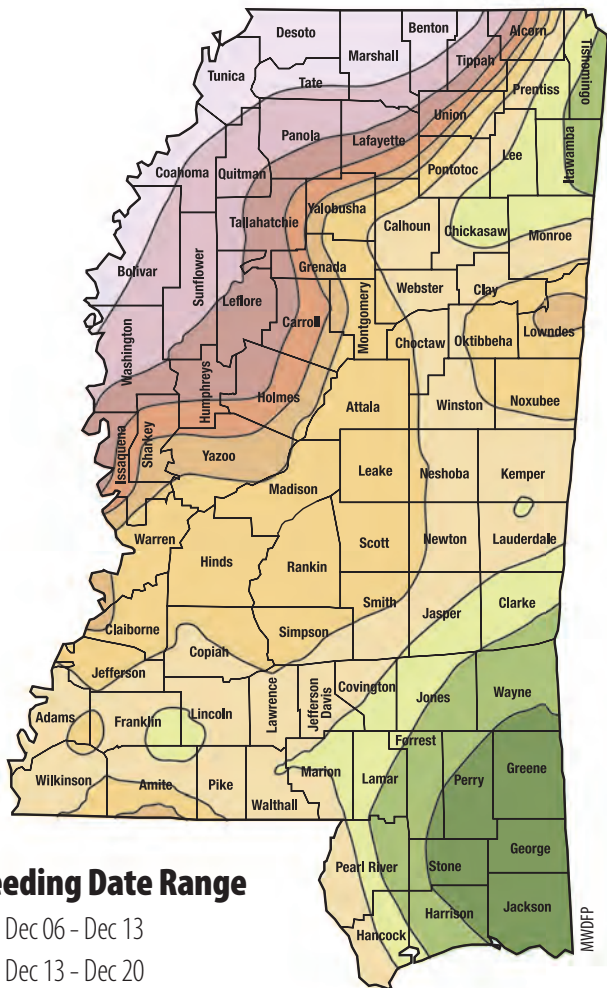 Desoto
Benton
Alcorn
Marshall
Tippah
Tishomingo
Tunica
Tate
Prentiss
Union
Panola
Lafayette
Lee
Itawamba
Pontotoc
Coahoma
Quitman
Yalobusha
Tallahatchie
Calhoun
Chickasaw
Monroe
Bolivar
Sunflower
Grenada
Leflore
Webster
Clay
Carroll
Montgomery
Choctaw
Oktibbeha
Lowndes
Washington
Humphreys
Holmes
Attala
Winston
Noxubee
Issaquena
Sharkey
Yazoo
Leake
Neshoba
Kemper
Madison
Warren
Hinds
Rankin
Scott
Newton
Lauderdale
Claiborne
Simpson
Smith
Jasper
Clarke
Copiah
Jefferson
Lawrence
Jefferson
Davis
Covington
Jones
Wayne
Adams
Franklin
Lincoln
Forrest
Wilkinson
Amite
Pike
Walthall
Marion
Lamar
Perry
Greene
Pearl River
Stone
George
Hancock
Harrison
Jackson
MWDFP
eeding Date Range
Dec 06 - Dec 13
Dec 13 - Dec 20